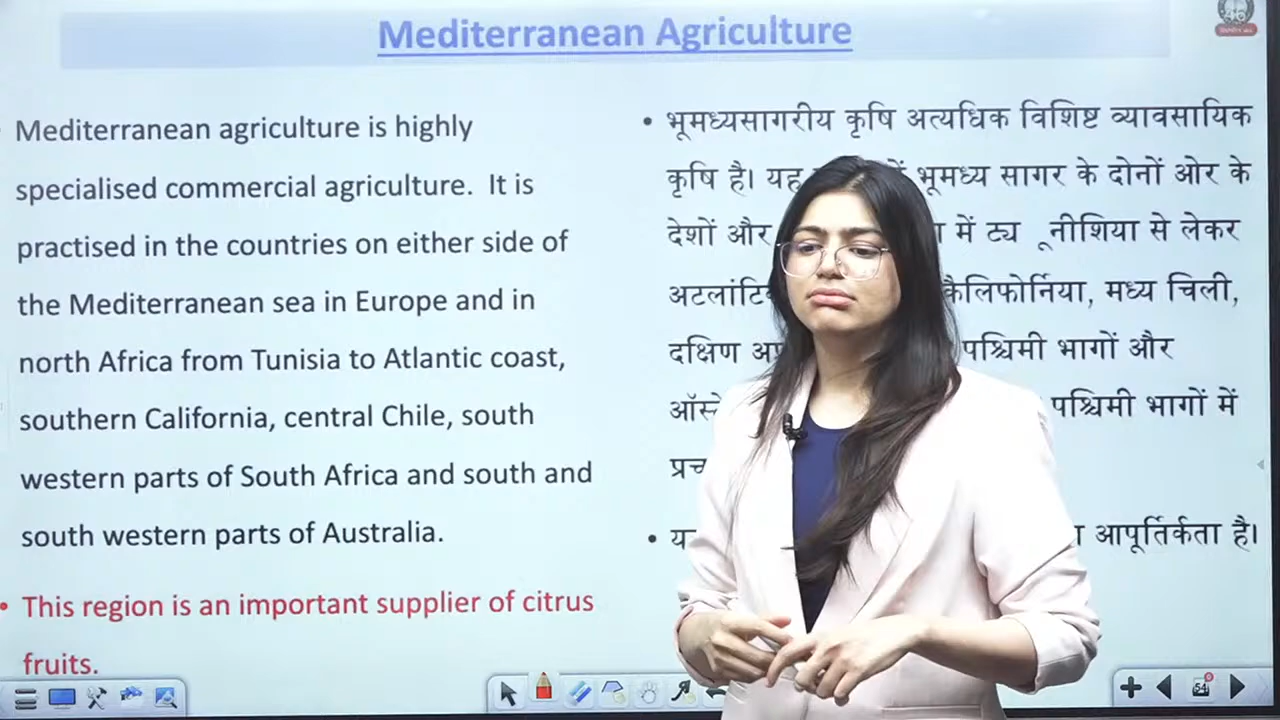 Mediterranean Agriculture
Mediterranean agriculture is highly
specialised commercial agriculture. It is
practised in the countries on either side of
the Mediterranean sea in Europe and in
north Africa from Tunisia to Atlantic coast,
southern California, central Chile, south
western parts of South Africa and south and
south western parts of Australia.
• This region is an important supplier of citrus
fruits.
• भूमध्यसागरीय कृषि अत्यधिक विशिष्ट व्यावसायिक
कृषि है। यह भूमध्य सागर के दोनों ओर के
देशों और में ट्यूनीशिया से लेकर
कैलिफोर्निया, मध्य चिली,
दक्षिण पश्चिमी भागों और
पश्चिमी भागों में
• आपूर्तिकर्ता है।
54